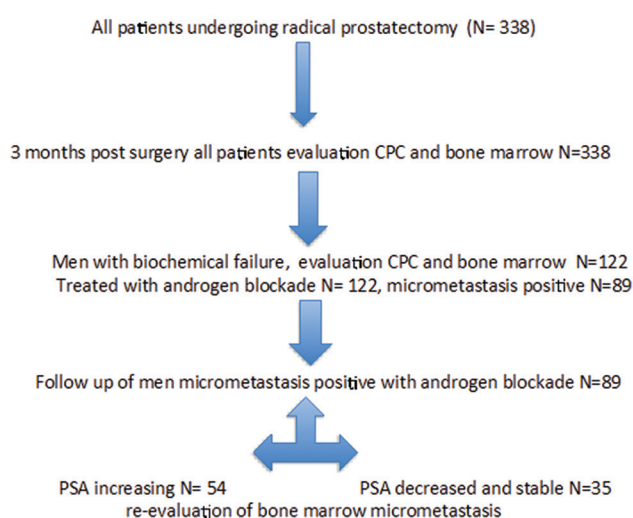 All patients undergoing radical prostatectomy (N= 338)
3 months post surgery all patients evaluation CPC and bone marrow N=338
Men with biochemical failure, evaluation CPC and bone marrow N=122
Treated with androgen blockade N= 122, micrometastasis positive N=89
Follow up of men micrometastasis positive with androgen blockade N=89
PSA increasing N= 54 PSA decreased and stable N=35
re-evaluation of bone marrow micrometastasis